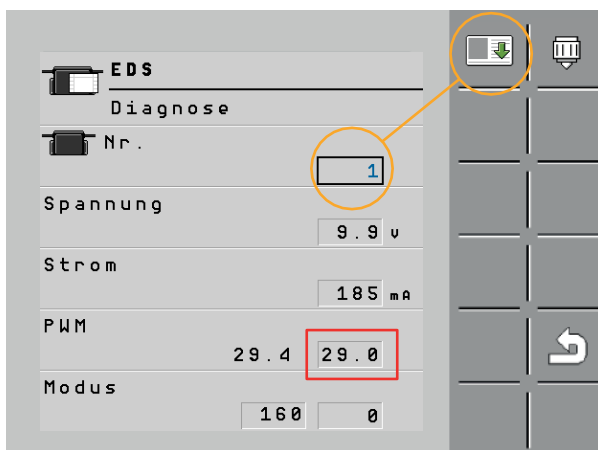 EDS
Diagnose
Nr.
1
Spannung
9.9 V
Strom
185 mA
PWM
29.4 29.0
Modus
160 0